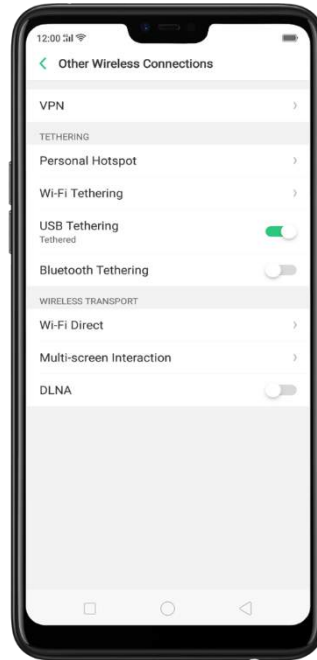 12:00
Other Wireless Connections
VPN
TETHERING
Personal Hotspot
Wi-Fi Tethering
USB Tethering
Tethered
Bluetooth Tethering
WIRELESS TRANSPORT
Wi-Fi Direct
Multi-screen Interaction
DLNA